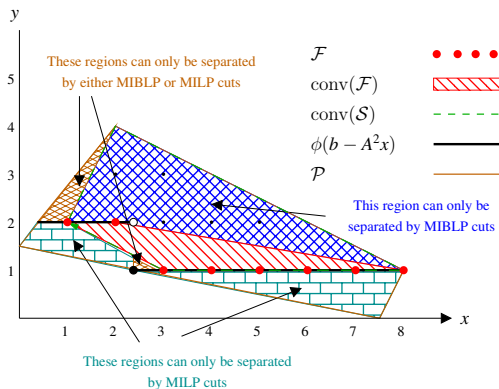 y
These regions can only be separated
by either MIBLP or MILP cuts
5
4
3
2
1
1 2 3 4 5 6 7 8 x
ℱ
conv(ℱ)
conv(𝒮)
ϕ(b − A²x)
𝒫
This region can only be
separated by MIBLP cuts
These regions can only be separated
by MILP cuts